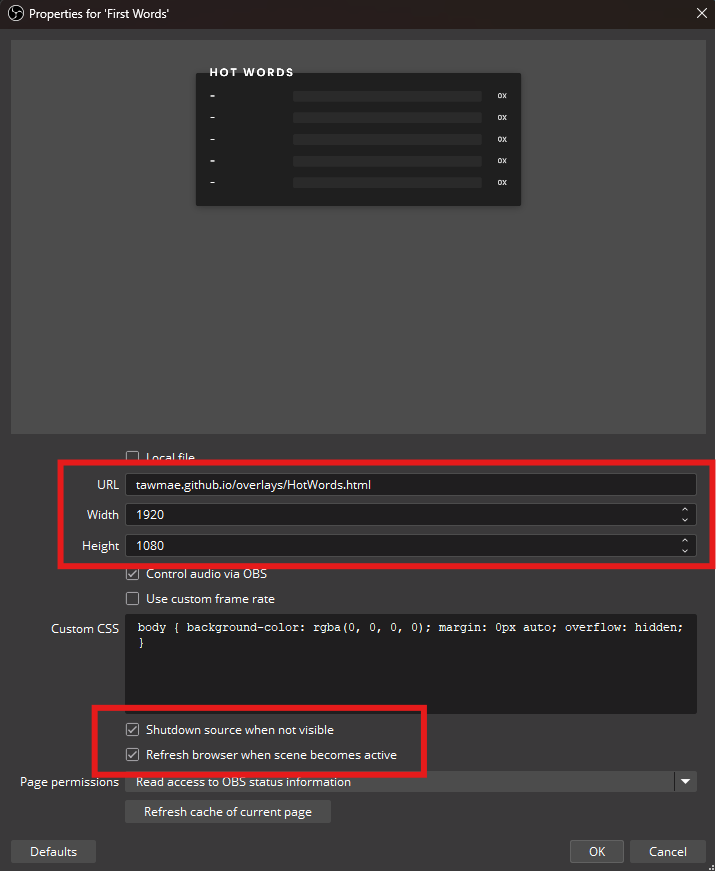 Properties for 'First Words'
HOT WORDS
- 0X
- 0X
- 0X
- 0X
- 0X
Local file
URL tawmae.github.io/overlays/HotWords.html
Width 1920
Height 1080
Control audio via OBS
Use custom frame rate
Custom CSS body { background-color: rgba(0, 0, 0, 0); margin: 0px auto; overflow: hidden;
}
Shutdown source when not visible
Refresh browser when scene becomes active
Page permissions Read access to OBS status information
Refresh cache of current page
Defaults OK Cancel